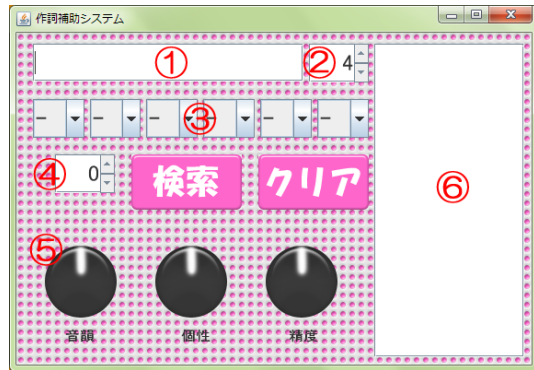 作詞補助システム
① ② 4
− − − ③ − − −
④ 0 検索 クリア ⑥
⑤
音韻 個性 精度